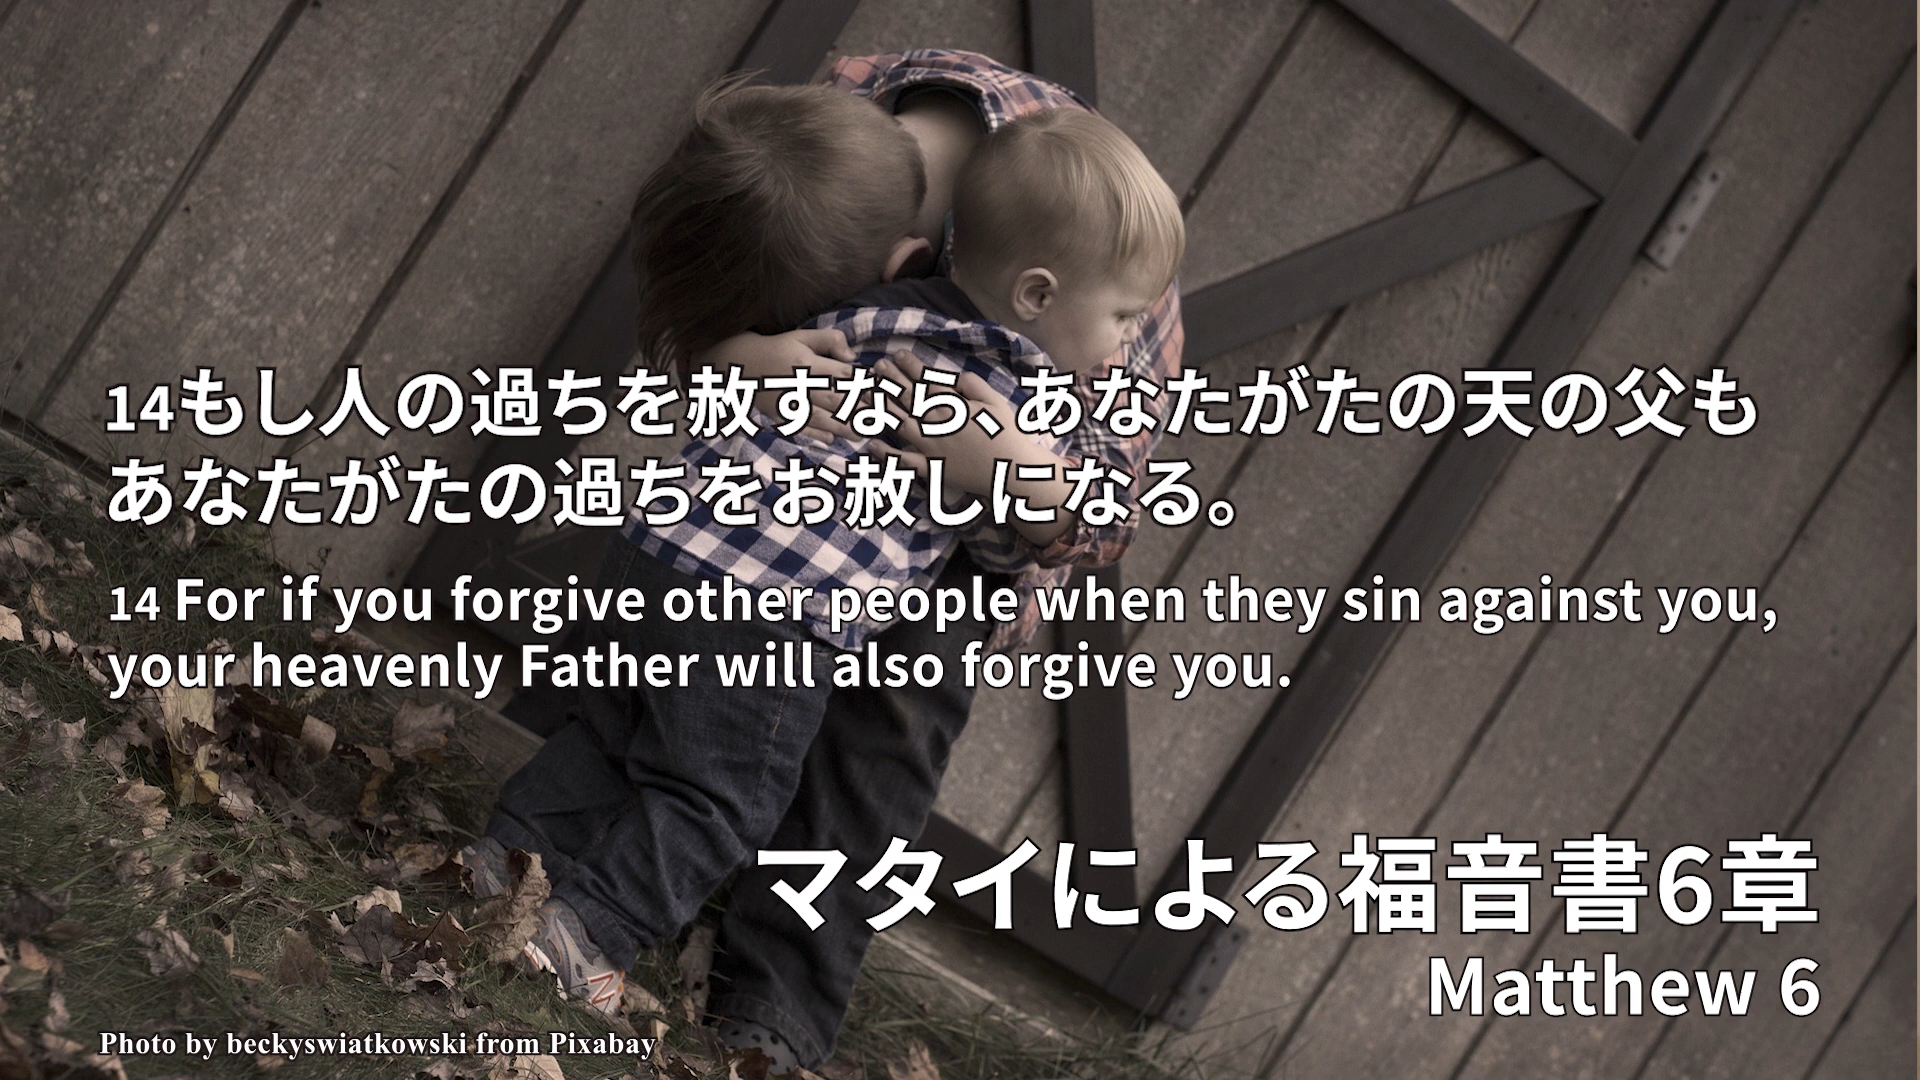 14もし人の過ちを赦すなら、あなたがたの天の父も
あなたがたの過ちをお赦しになる。
14 For if you forgive other people when they sin against you,
your heavenly Father will also forgive you.
マタイによる福音書6章
Matthew 6
Photo by beckyswiatkowski from Pixabay